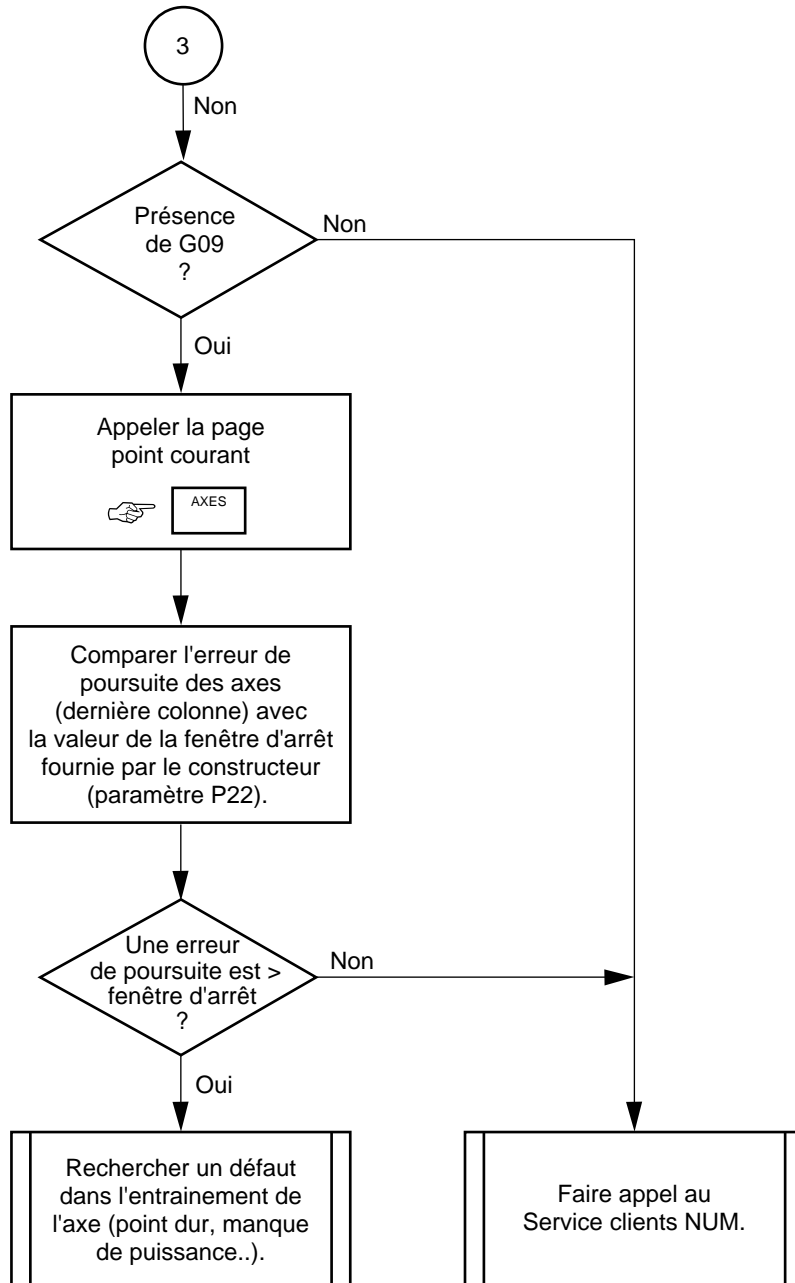 3
Non
Présence
de G09
?
Non
Oui
Appeler la page
point courant
AXES
Comparer l'erreur de
poursuite des axes
(dernière colonne) avec
la valeur de la fenêtre d'arrêt
fournie par le constructeur
(paramètre P22).
Une erreur
de poursuite est >
fenêtre d'arrêt
?
Non
Oui
Rechercher un défaut
dans l'entrainement de
l'axe (point dur, manque
de puissance..).
Faire appel au
Service clients NUM.